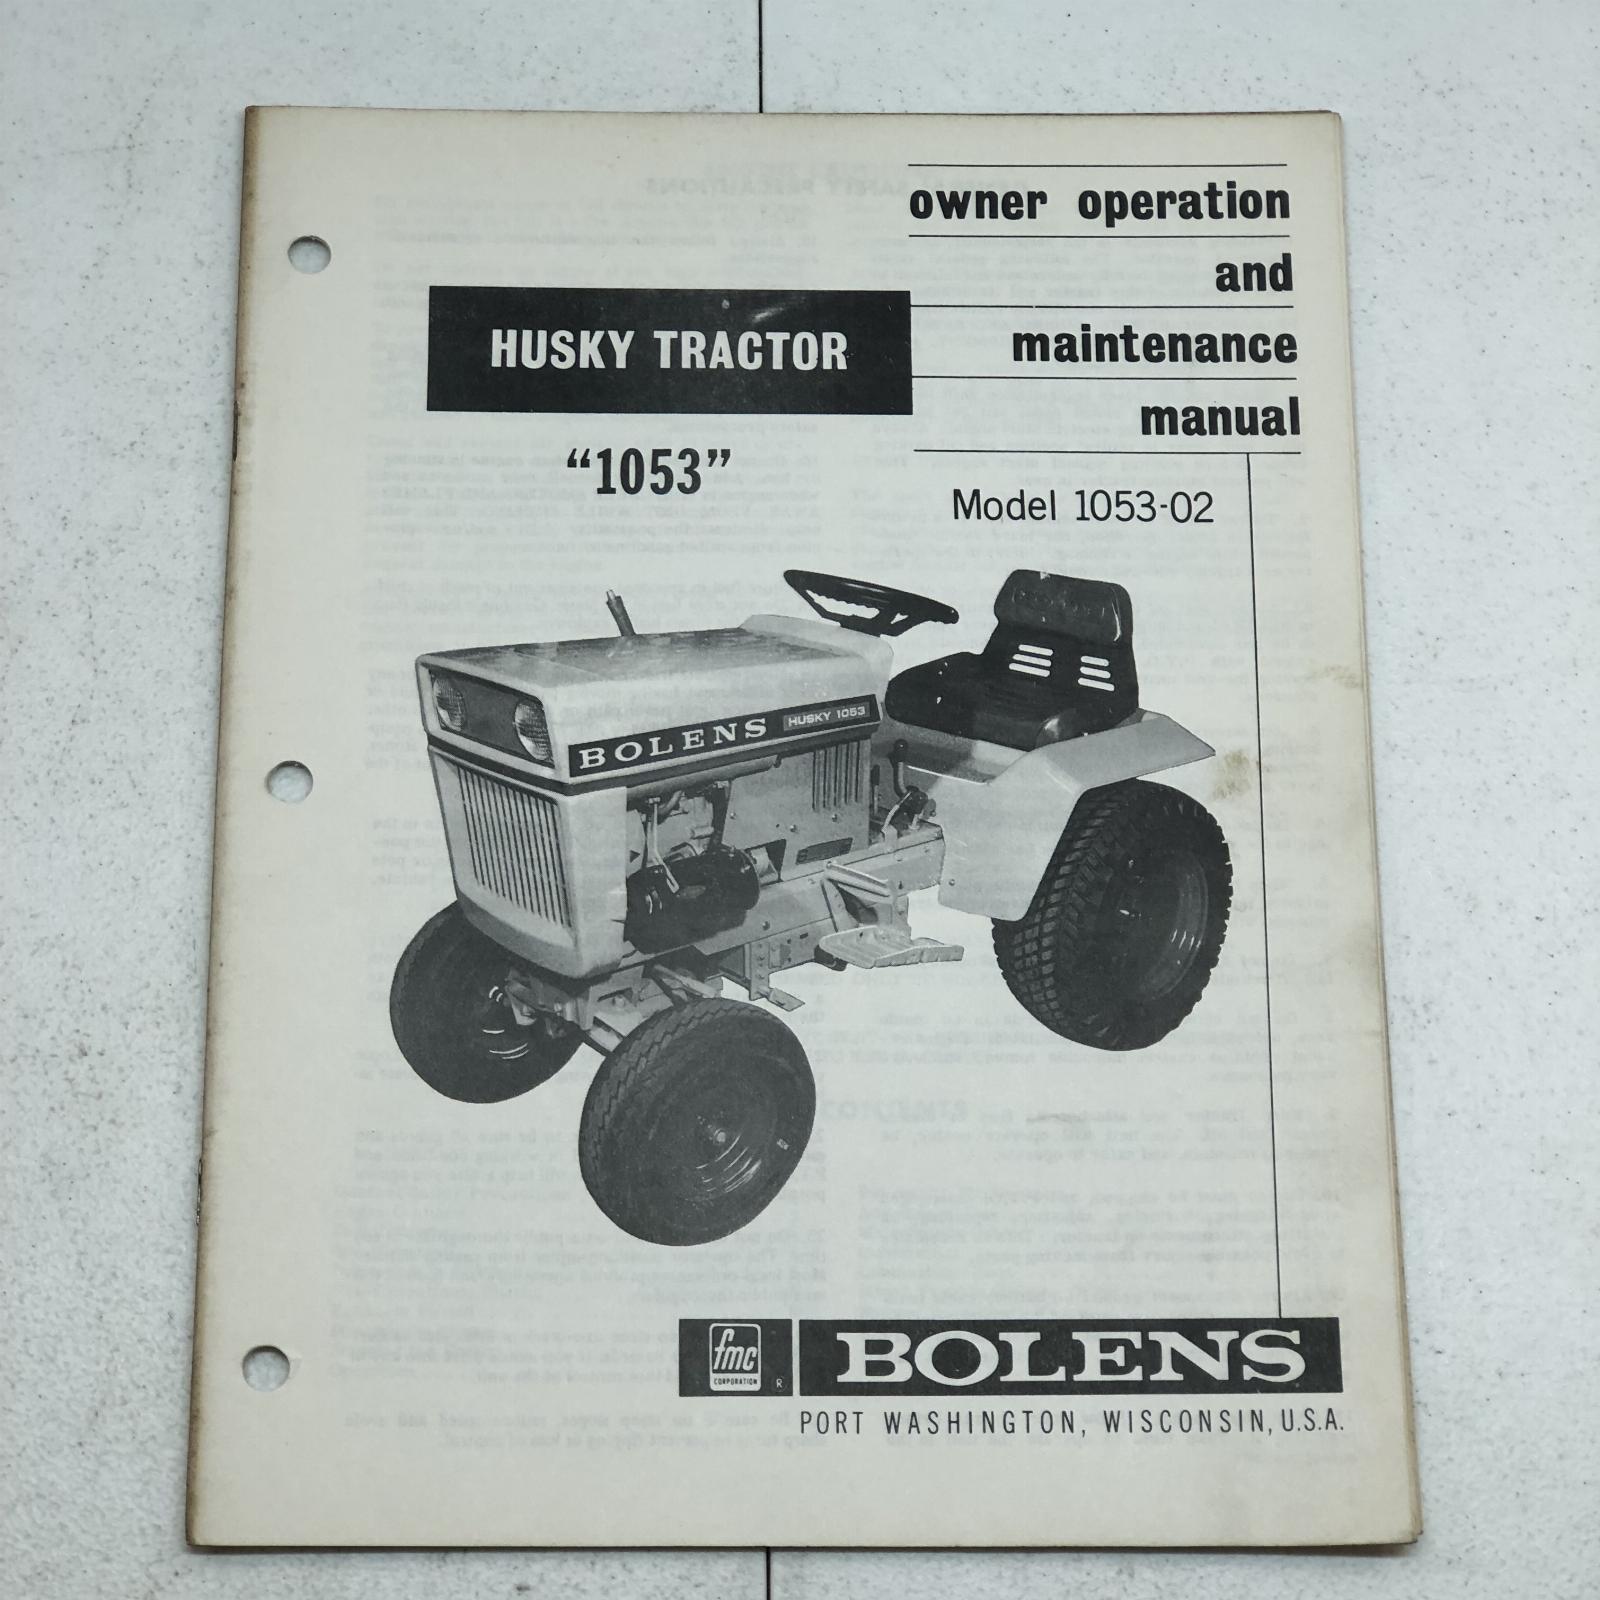 owner operation
and
maintenance
manual
HUSKY TRACTOR
“1053”
Model 1053-02
BOLENS HUSKY 1053
fmc
CORPORATION
R
BOLENS
PORT WASHINGTON, WISCONSIN, U.S.A.